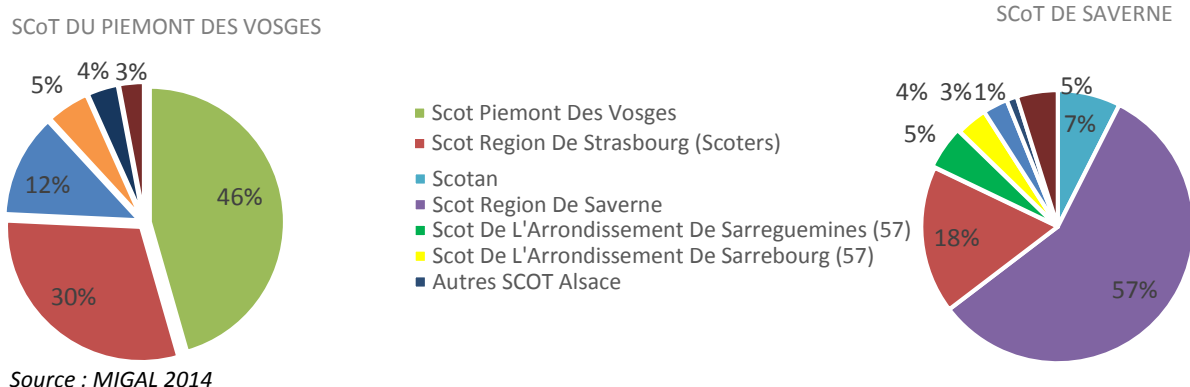 SCoT DU PIEMONT DES VOSGES
4%
3%
5%
12%
46%
30%
Scot Piemont Des Vosges
Scot Region De Strasbourg (Scoters)
Scotan
Scot Region De Saverne
Scot De L'Arrondissement De Sarreguemines (57)
Scot De L'Arrondissement De Sarrebourg (57)
Autres SCOT Alsace
SCoT DE SAVERNE
4%
3%
1%
5%
5%
7%
18%
57%
Source : MIGAL 2014